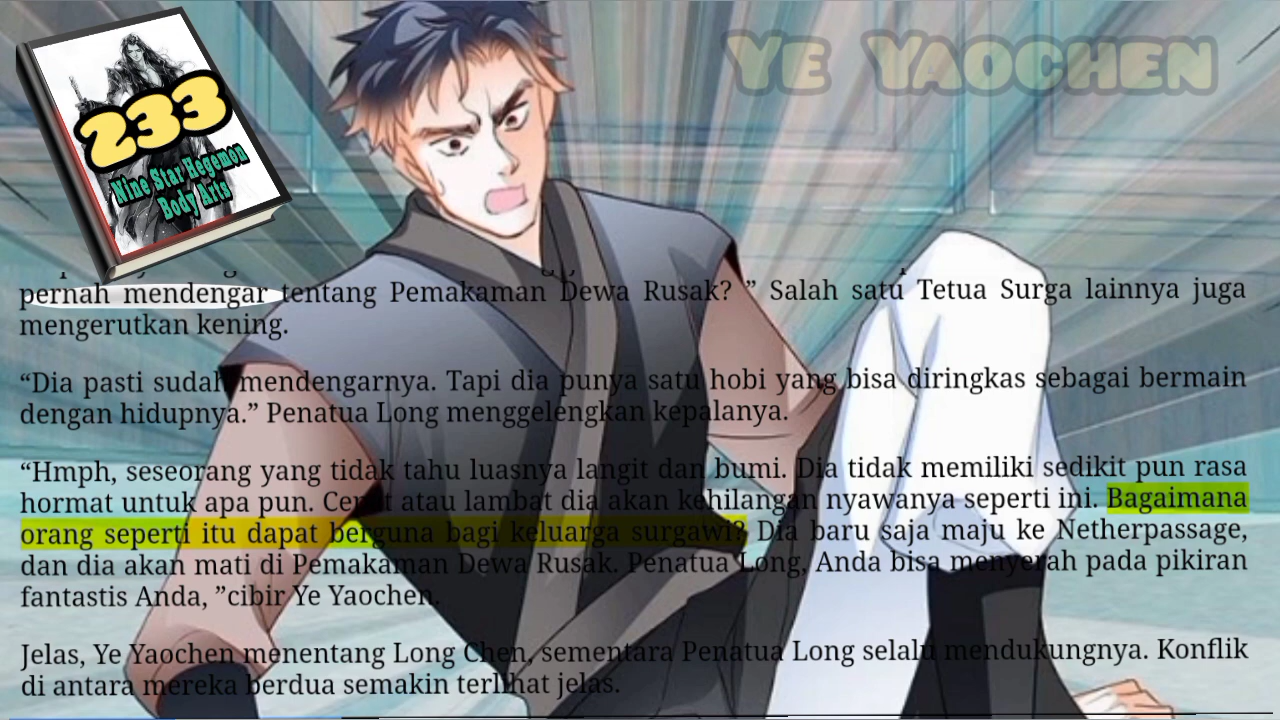 YE YAOCHEN
233
Nine Star Hegemon
Body Arts
pernah mendengar tentang Pemakaman Dewa Rusak? ” Salah satu Tetua Surga lainnya juga
mengerutkan kening.
“Dia pasti sudah mendengarnya. Tapi dia punya satu hobi yang bisa diringkas sebagai bermain
dengan hidupnya.” Penatua Long menggelengkan kepalanya.
“Hmph, seseorang yang tidak tahu luasnya langit dan bumi. Dia tidak memiliki sedikit pun rasa
hormat untuk apa pun. Cepat atau lambat dia akan kehilangan nyawanya seperti ini. Bagaimana
orang seperti itu dapat berguna bagi keluarga surgawi? Dia baru saja maju ke Netherpassage,
dan dia akan mati di Pemakaman Dewa Rusak. Penatua Long, Anda bisa menyerah pada pikiran
fantastis Anda, ”cibir Ye Yaochen.
Jelas, Ye Yaochen menentang Long Chen, sementara Penatua Long selalu mendukungnya. Konflik
di antara mereka berdua semakin terlihat jelas.